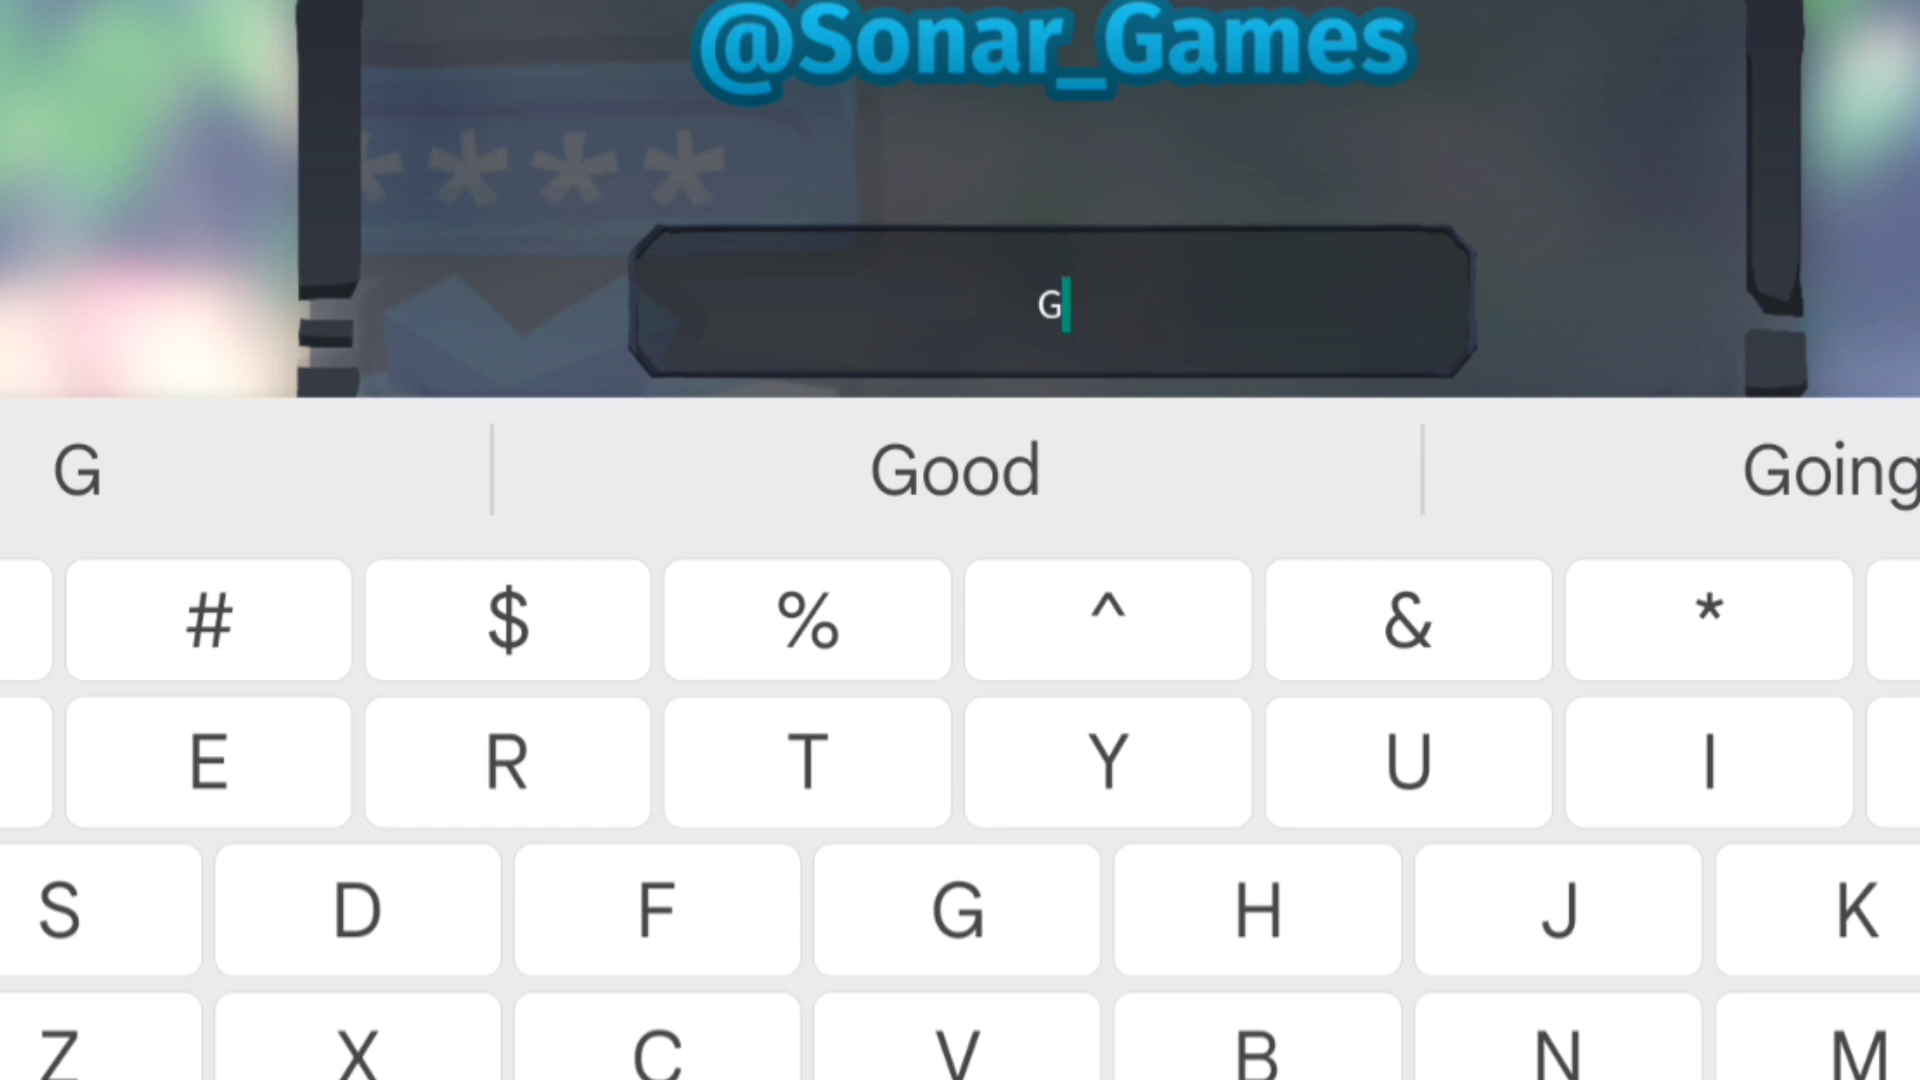 @Sonar_Games
****
G
G Good Going
# $ % ^ & *
E R T Y U I
S D F G H J K
Z X C V B N M